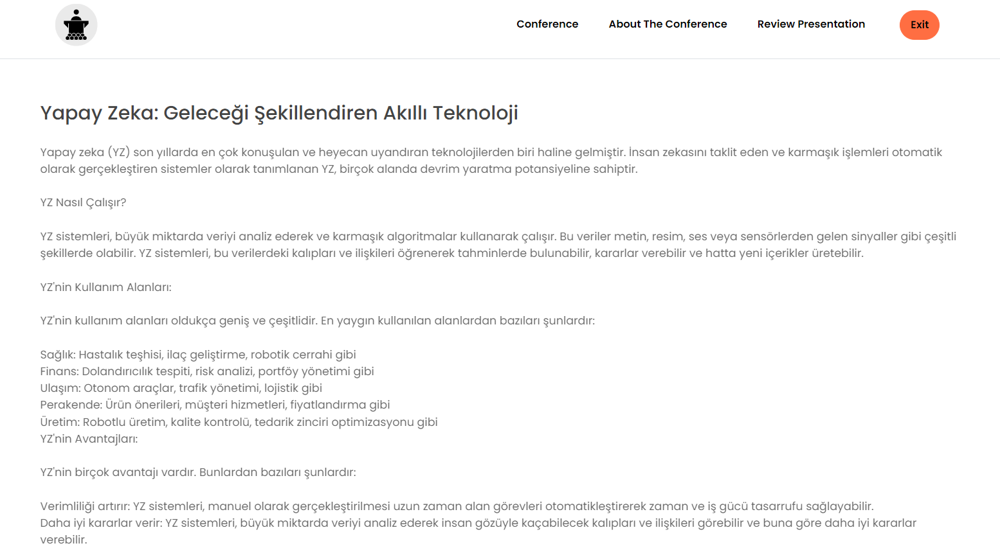 Conference About The Conference Review Presentation Exit
Yapay Zeka: Geleceği Şekillendiren Akıllı Teknoloji
Yapay zeka (YZ) son yıllarda en çok konuşulan ve heyecan uyandıran teknolojilerden biri haline gelmiştir. İnsan zekasını taklit eden ve karmaşık işlemleri otomatik
olarak gerçekleştiren sistemler olarak tanımlanan YZ, birçok alanda devrim yaratma potansiyeline sahiptir.
YZ Nasıl Çalışır?
YZ sistemleri, büyük miktarda veriyi analiz ederek ve karmaşık algoritmalar kullanarak çalışır. Bu veriler metin, resim, ses veya sensörlerden gelen sinyaller gibi çeşitli
şekillerde olabilir. YZ sistemleri, bu verilerdeki kalıpları ve ilişkileri öğrenerek tahminlerde bulunabilir, kararlar verebilir ve hatta yeni içerikler üretebilir.
YZ'nin Kullanım Alanları:
YZ'nin kullanım alanları oldukça geniş ve çeşitlidir. En yaygın kullanılan alanlardan bazıları şunlardır:
Sağlık: Hastalık teşhisi, ilaç geliştirme, robotik cerrahi gibi
Finans: Dolandırıcılık tespiti, risk analizi, portföy yönetimi gibi
Ulaşım: Otonom araçlar, trafik yönetimi, lojistik gibi
Perakende: Ürün önerileri, müşteri hizmetleri, fiyatlandırma gibi
Üretim: Robotlu üretim, kalite kontrolü, tedarik zinciri optimizasyonu gibi
YZ'nin Avantajları:
YZ'nin birçok avantajı vardır. Bunlardan bazıları şunlardır:
Verimliliği artırır: YZ sistemleri, manuel olarak gerçekleştirilmesi uzun zaman alan görevleri otomatikleştirerek zaman ve iş gücü tasarrufu sağlayabilir.
Daha iyi kararlar verir: YZ sistemleri, büyük miktarda veriyi analiz ederek insan gözüyle kaçabilecek kalıpları ve ilişkileri görebilir ve buna göre daha iyi kararlar
verebilir.